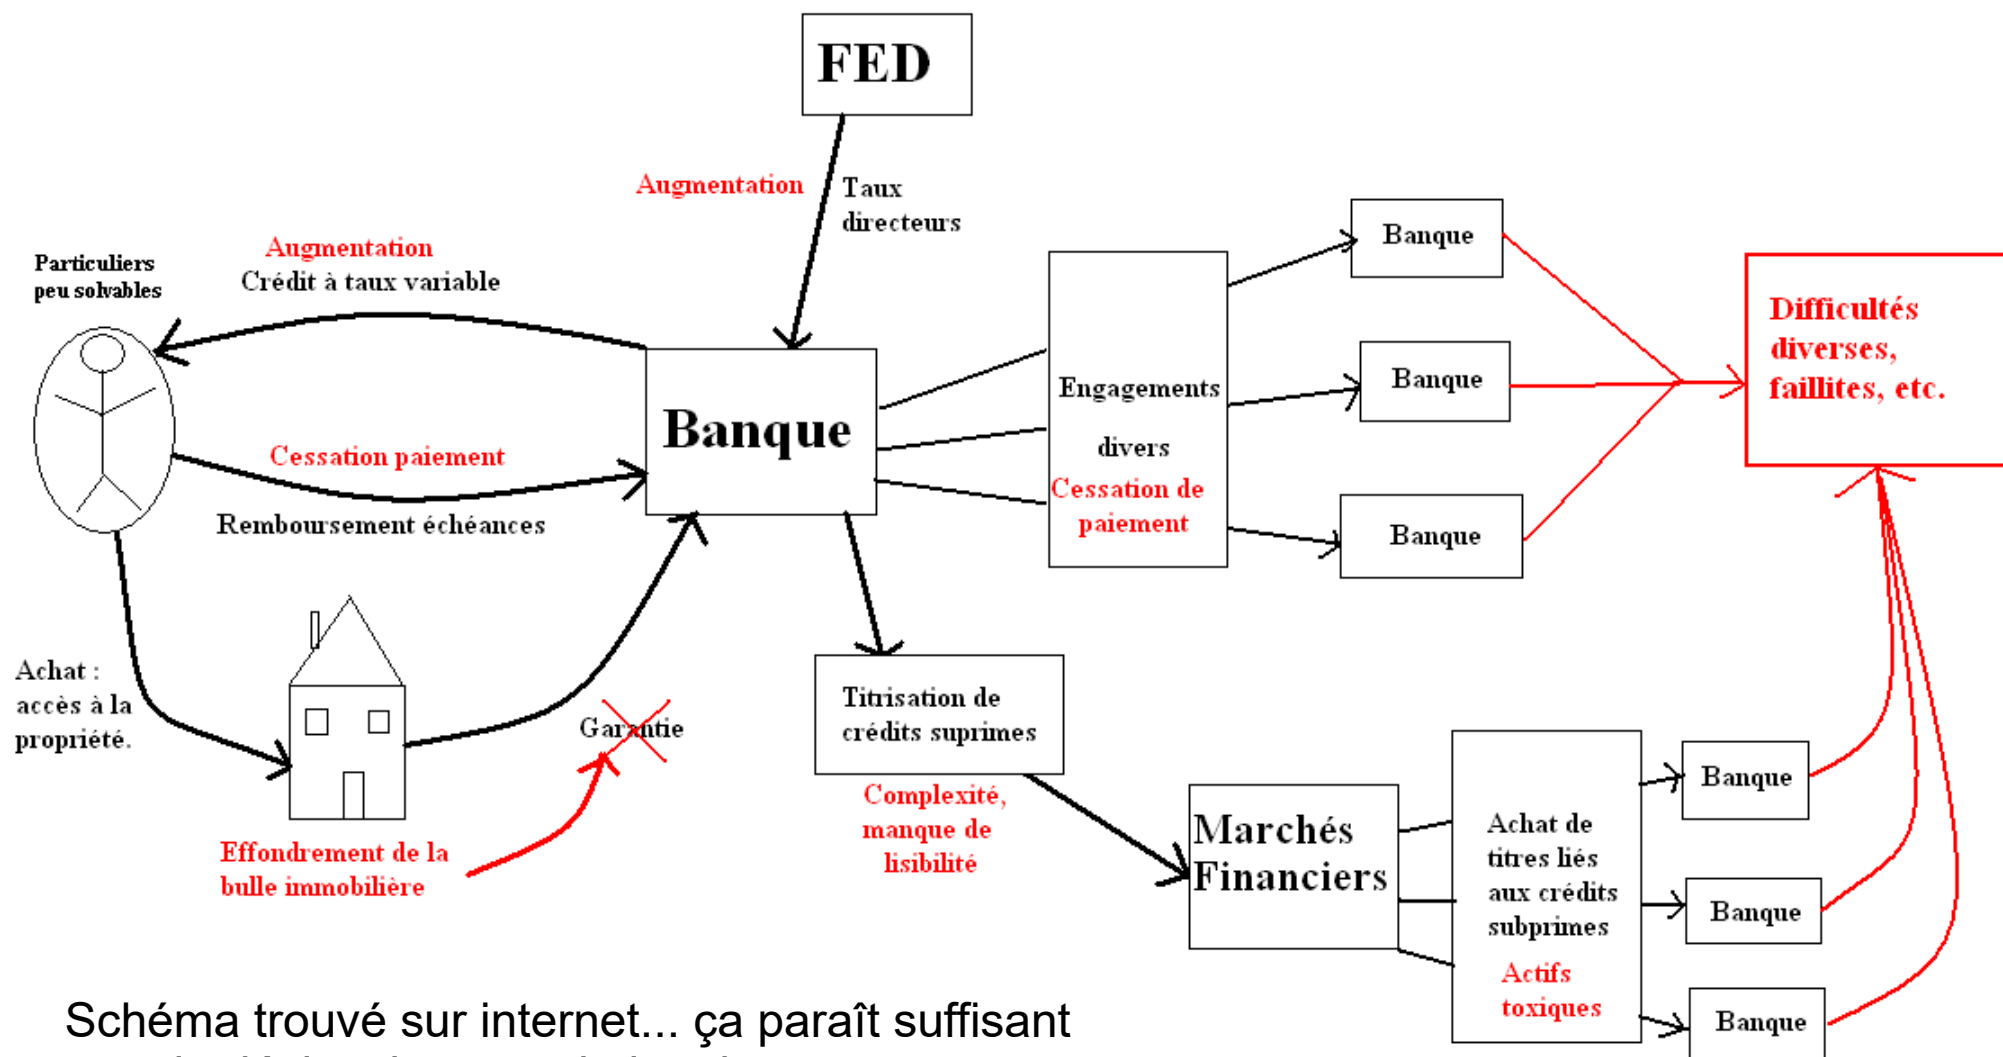 FED
Augmentation
Taux
directeurs
Particuliers
peu solvables
Augmentation
Crédit à taux variable
Cessation paiement
Remboursement échéances
Banque
Engagements
divers
Cessation de
paiement
Banque
Banque
Banque
Difficultés
diverses,
faillites, etc.
Achat :
accès à la
propriété.
Garantie
Effondrement de la
bulle immobilière
Titrisation de
crédits suprimes
Complexité,
manque de
lisibilité
Marchés
Financiers
Achat de
titres liés
aux crédits
subprimes
Actifs
toxiques
Banque
Banque
Banque
Schéma trouvé sur internet... ça paraît suffisant